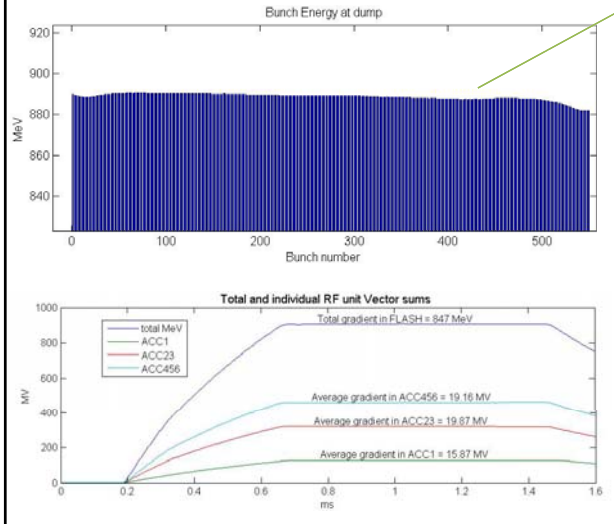 Bunch Energy at dump
920
900
880
860
840
MeV
0 100 200 300 400 500
Bunch number
Total and individual RF unit Vector sums
1000
800
600
400
200
0
MV
total MeV
ACC1
ACC23
ACC456
Total gradient in FLASH = 847 MeV
Average gradient in ACC456 = 19.16 MV
Average gradient in ACC23 = 19.87 MV
Average gradient in ACC1 = 15.87 MV
0 0.2 0.4 0.6 0.8 1 1.2 1.4 1.6
ms